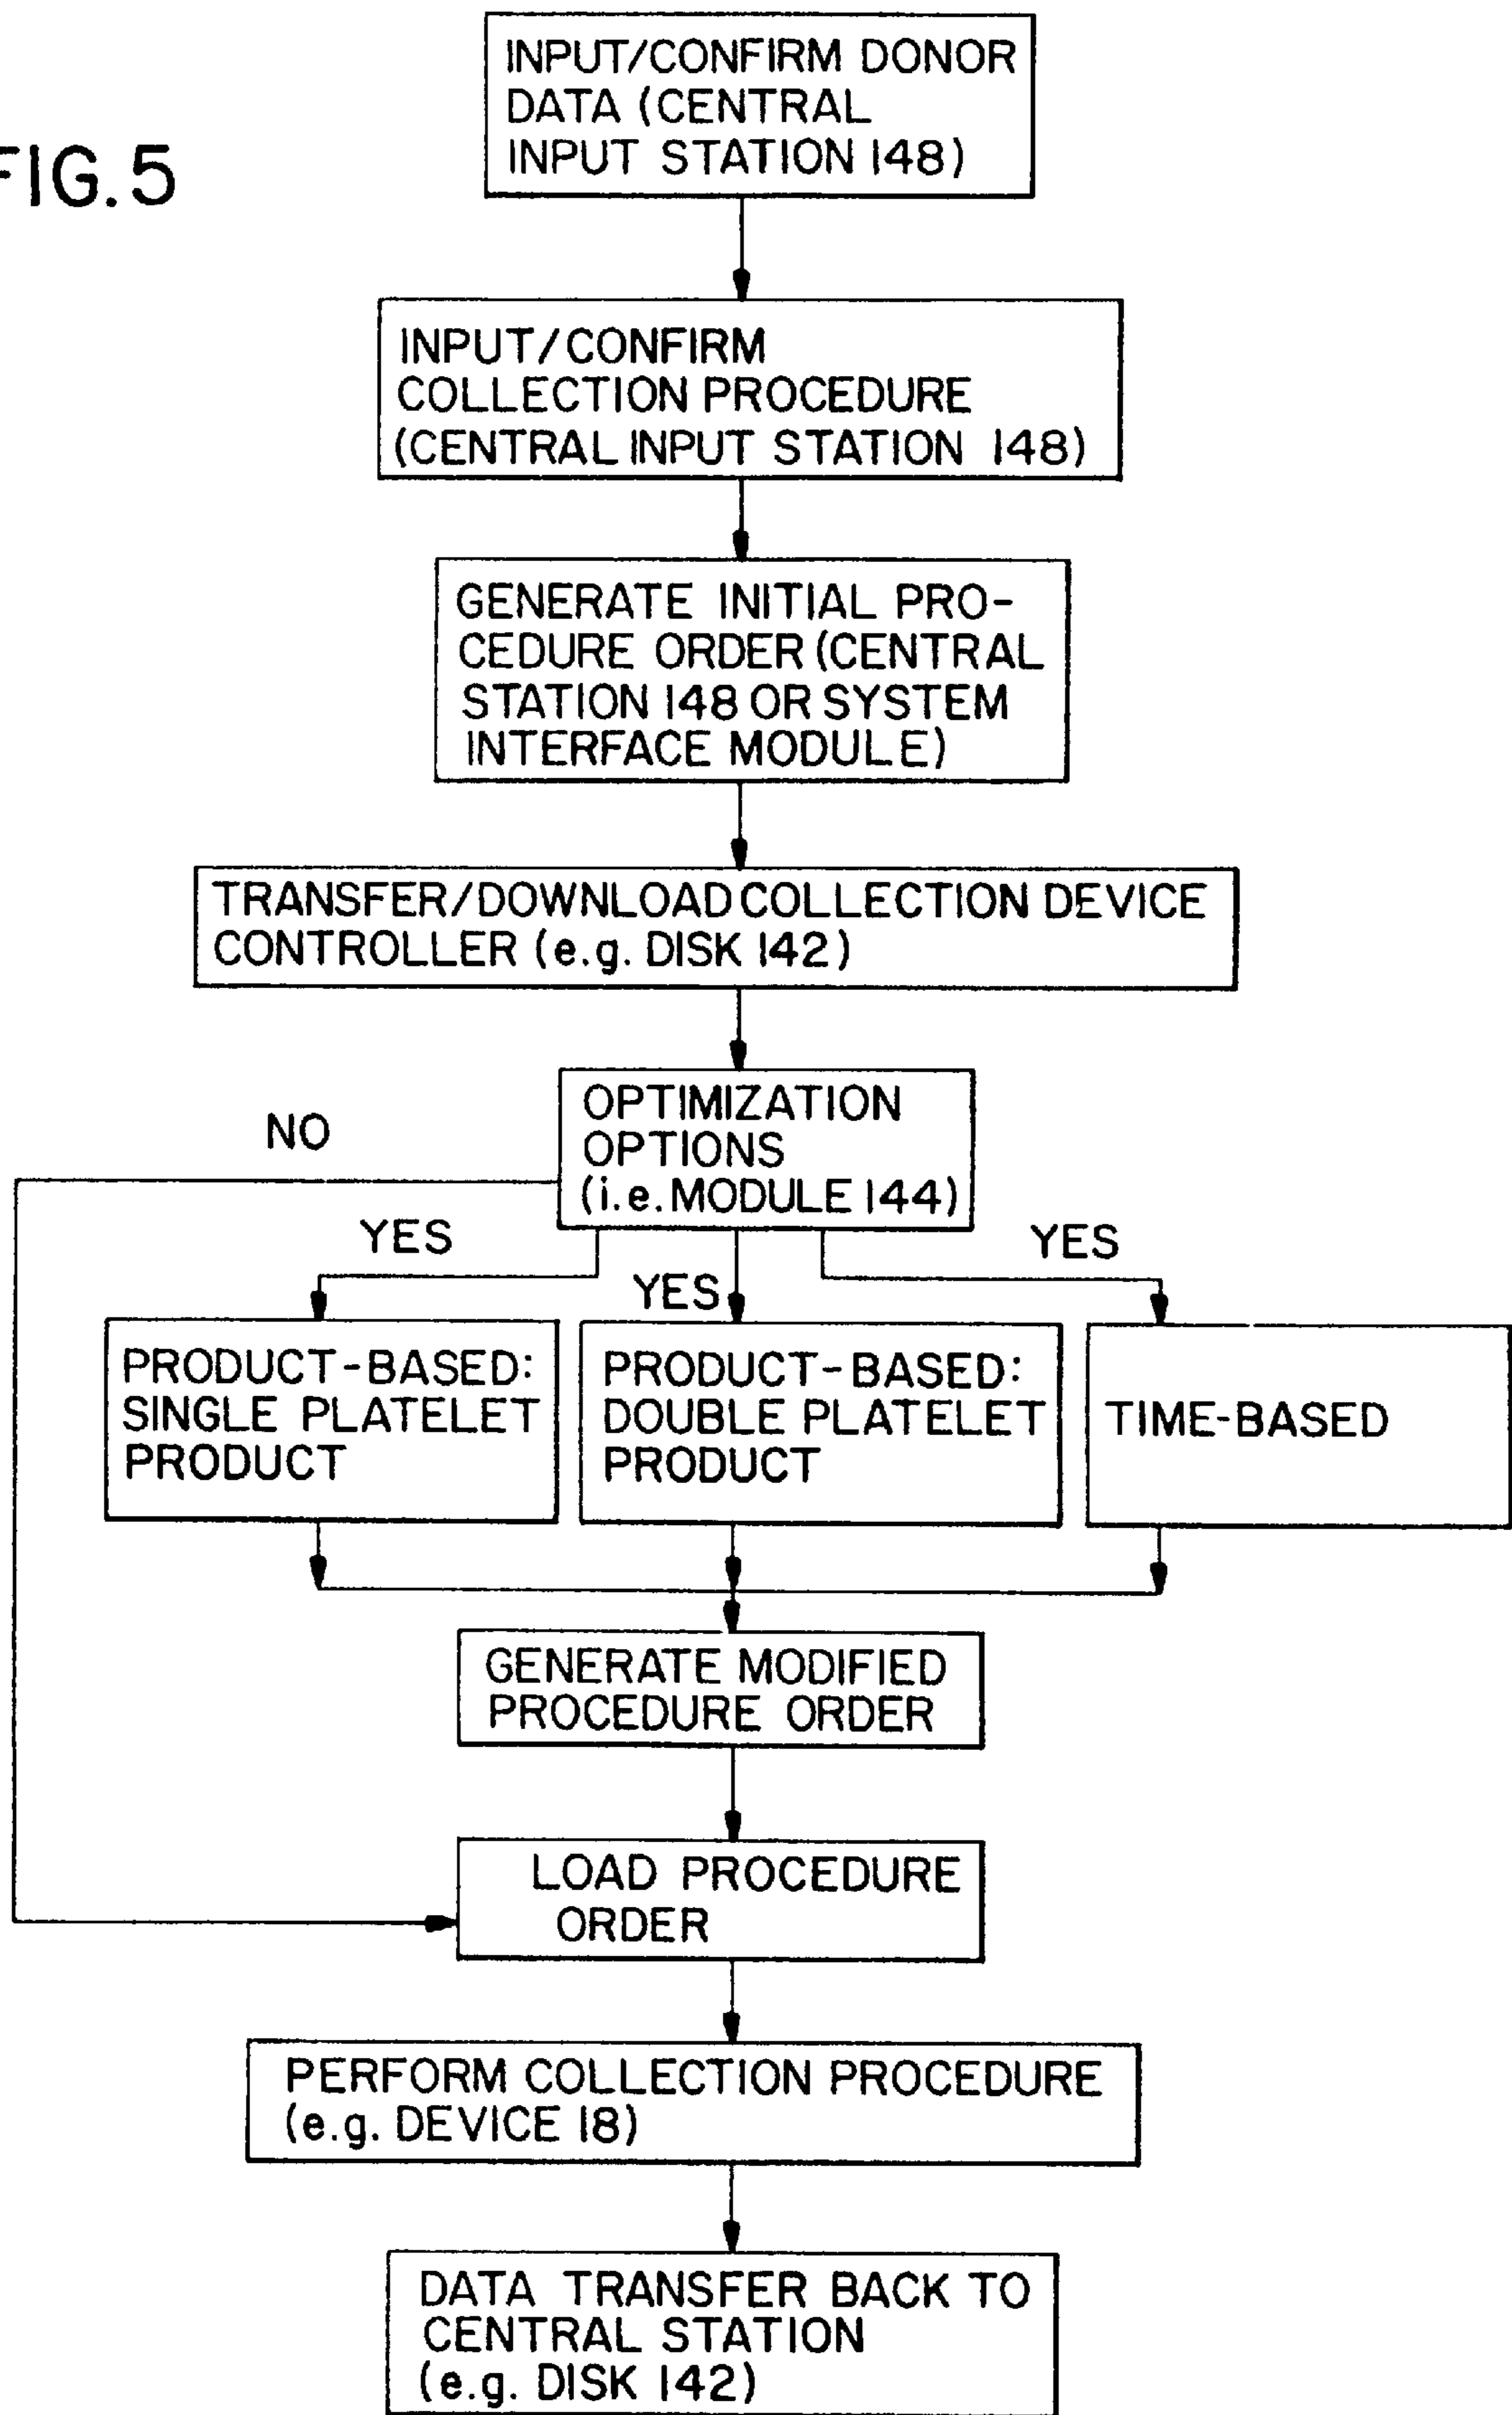 INPUT/CONFIRM DONOR
DATA (CENTRAL
INPUT STATION 148)
FIG. 5
INPUT/CONFIRM
COLLECTION PROCEDURE
(CENTRAL INPUT STATION 148)
GENERATE INITIAL PRO-
CEDURE ORDER (CENTRAL
STATION 148 OR SYSTEM
INTERFACE MODULE)
TRANSFER/DOWNLOAD COLLECTION DEVICE
CONTROLLER (e.g. DISK 142)
OPTIMIZATION
OPTIONS
(i.e. MODULE 144)
NO
YES
YES
YES
PRODUCT-BASED:
SINGLE PLATELET
PRODUCT
PRODUCT-BASED:
DOUBLE PLATELET
PRODUCT
TIME-BASED
GENERATE MODIFIED
PROCEDURE ORDER
LOAD PROCEDURE
ORDER
PERFORM COLLECTION PROCEDURE
(e.g. DEVICE 18)
DATA TRANSFER BACK TO
CENTRAL STATION
(e.g. DISK 142)